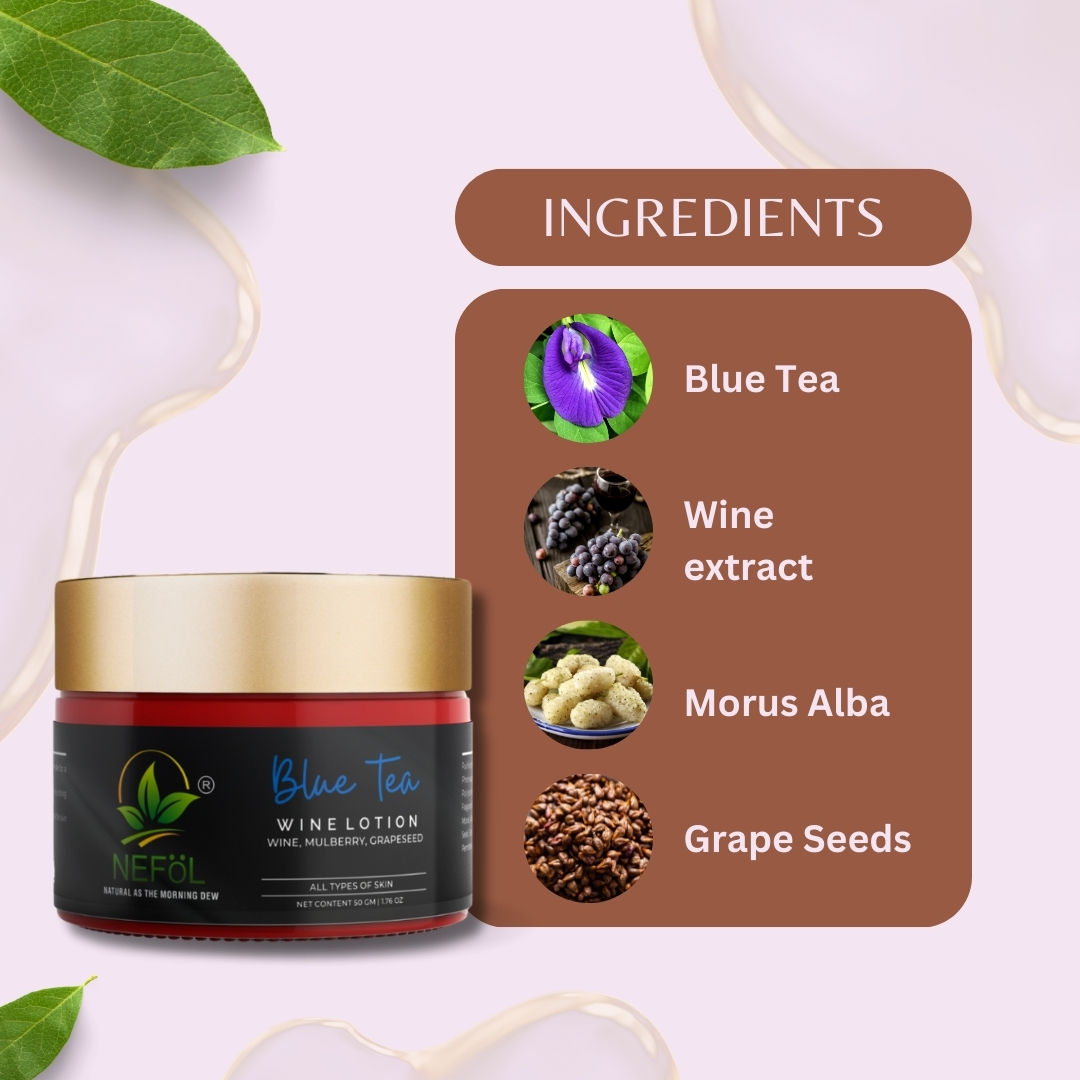 INGREDIENTS
Blue Tea
Wine
extract
Morus Alba
Grape Seeds
®
Blue Tea
WINE LOTION
WINE, MULBERRY, GRAPESEED
NEFöL
NATURAL AS THE MORNING DEW
ALL TYPES OF SKIN
NET CONTENT 50 GM | 1.76 OZ